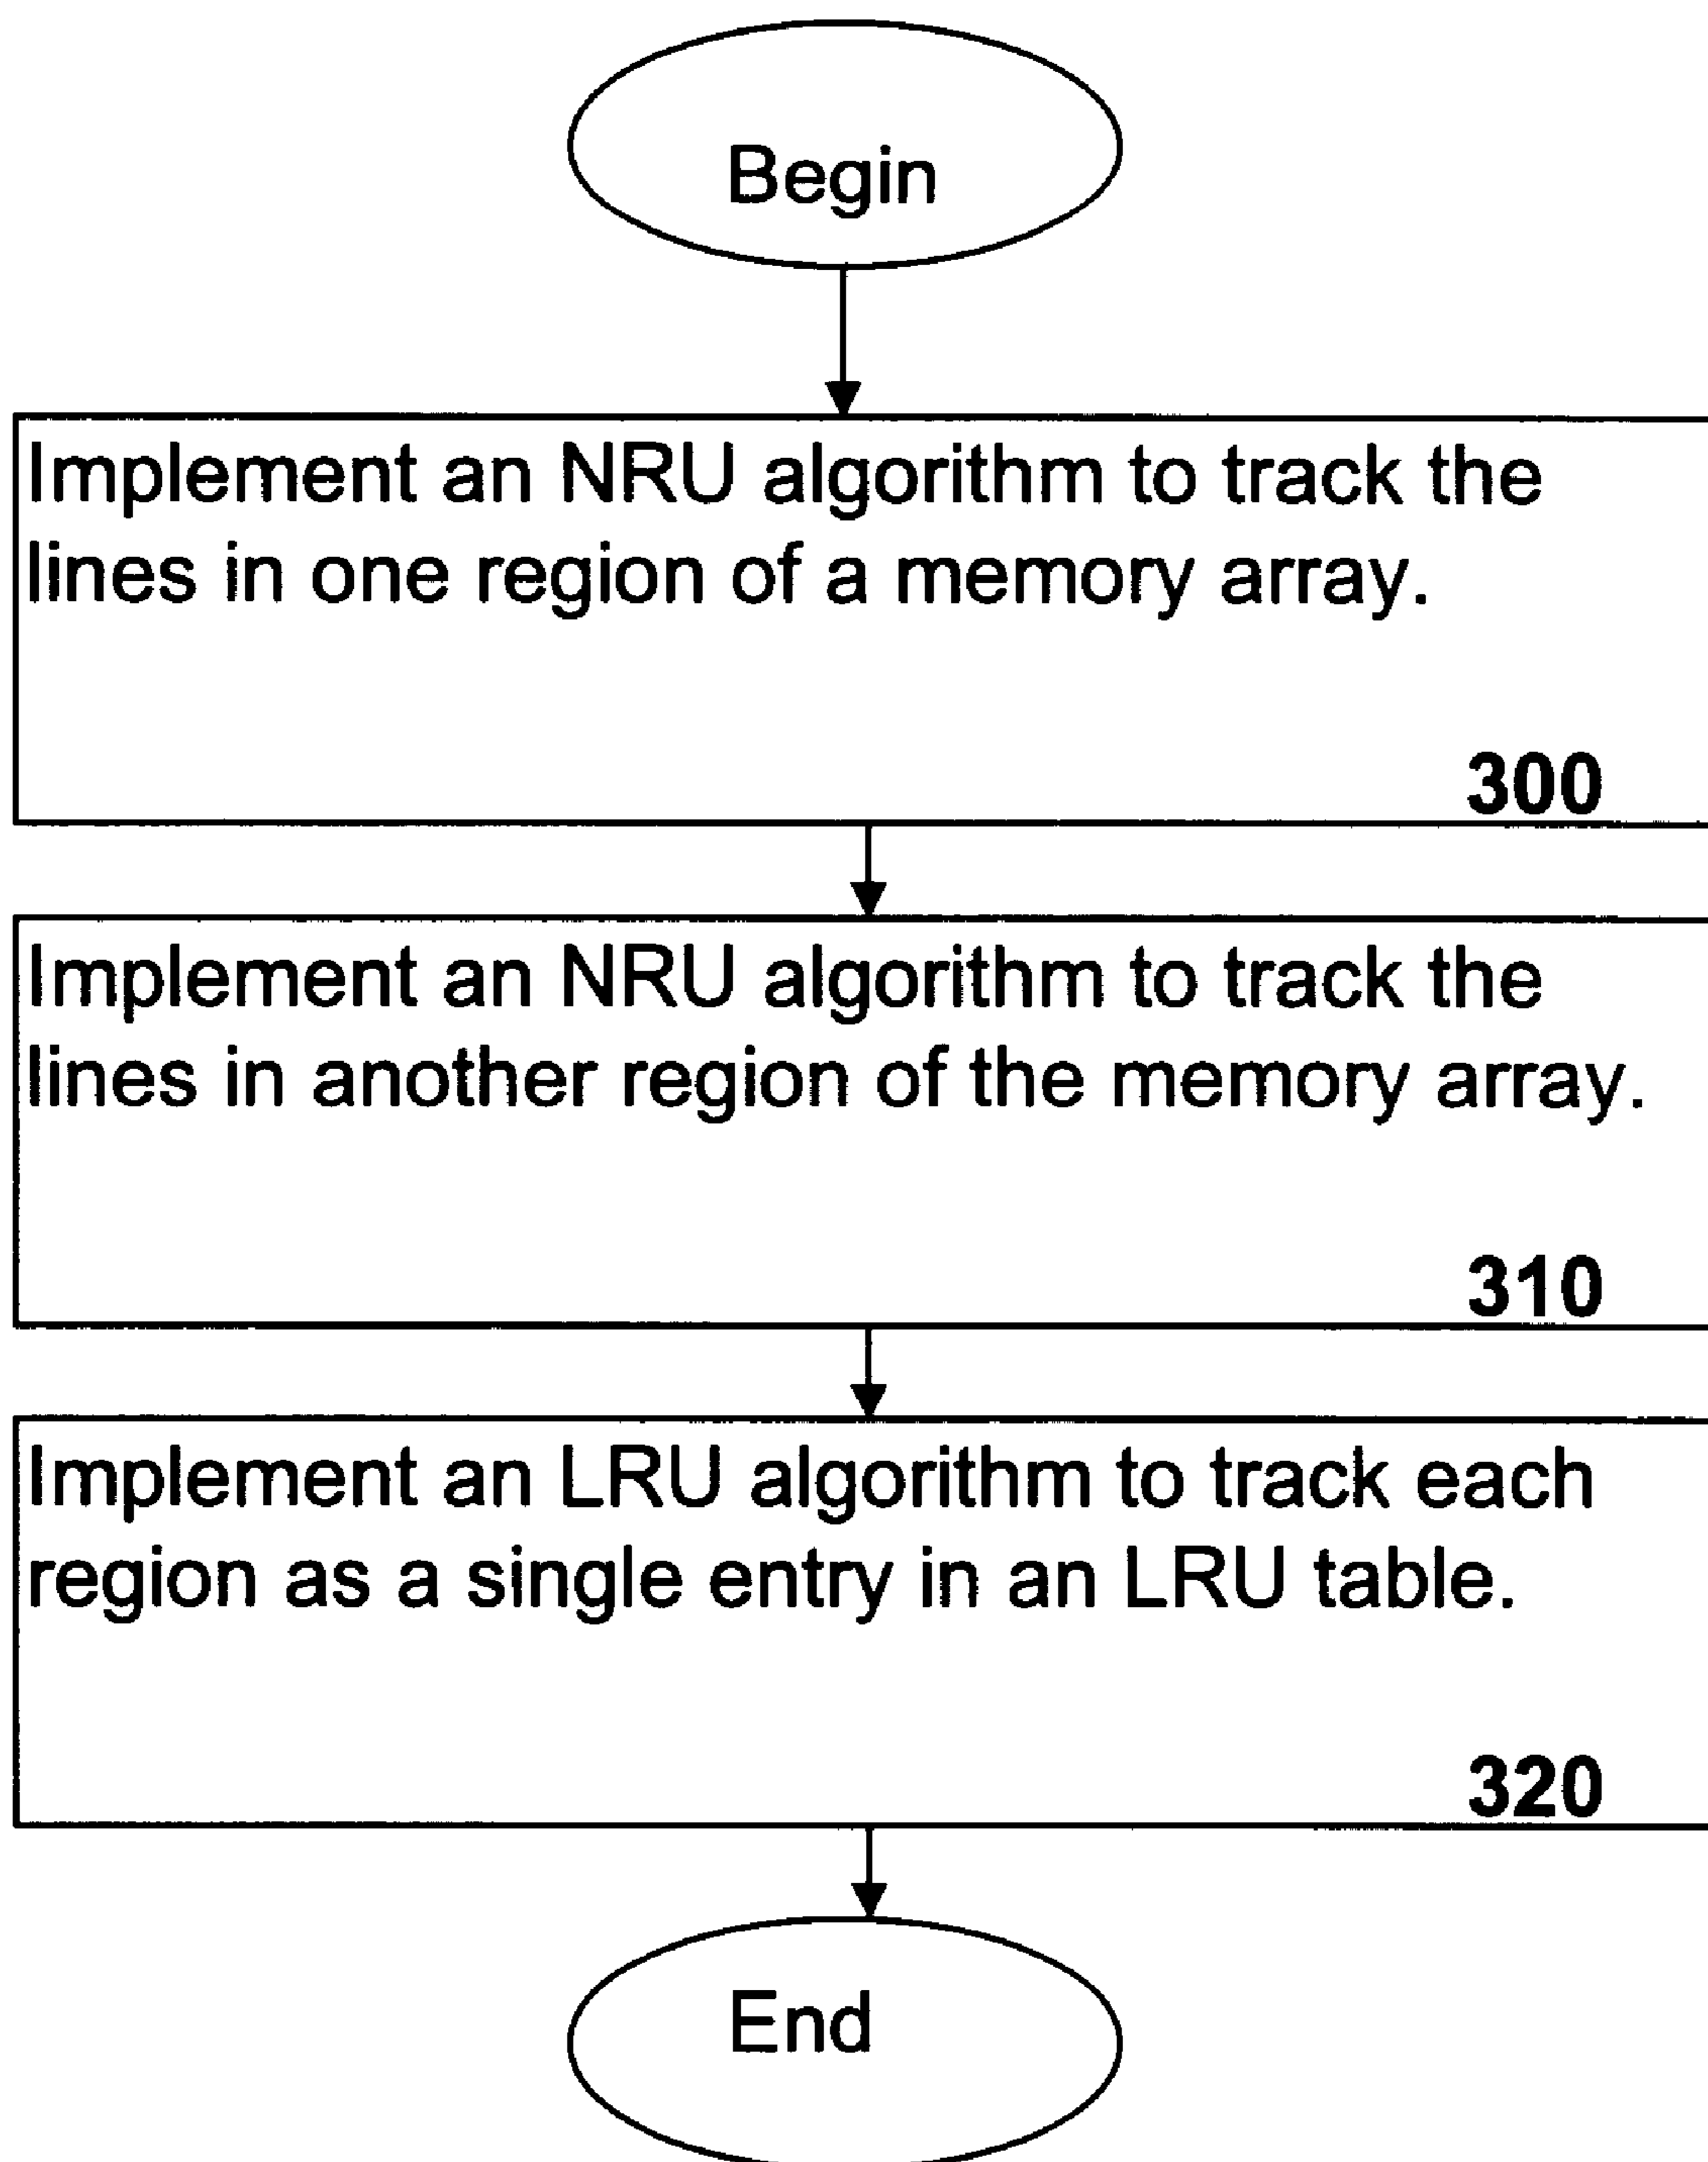 Begin
Implement an NRU algorithm to track the
lines in one region of a memory array.
300
Implement an NRU algorithm to track the
lines in another region of the memory array.
310
Implement an LRU algorithm to track each
region as a single entry in an LRU table.
320
End